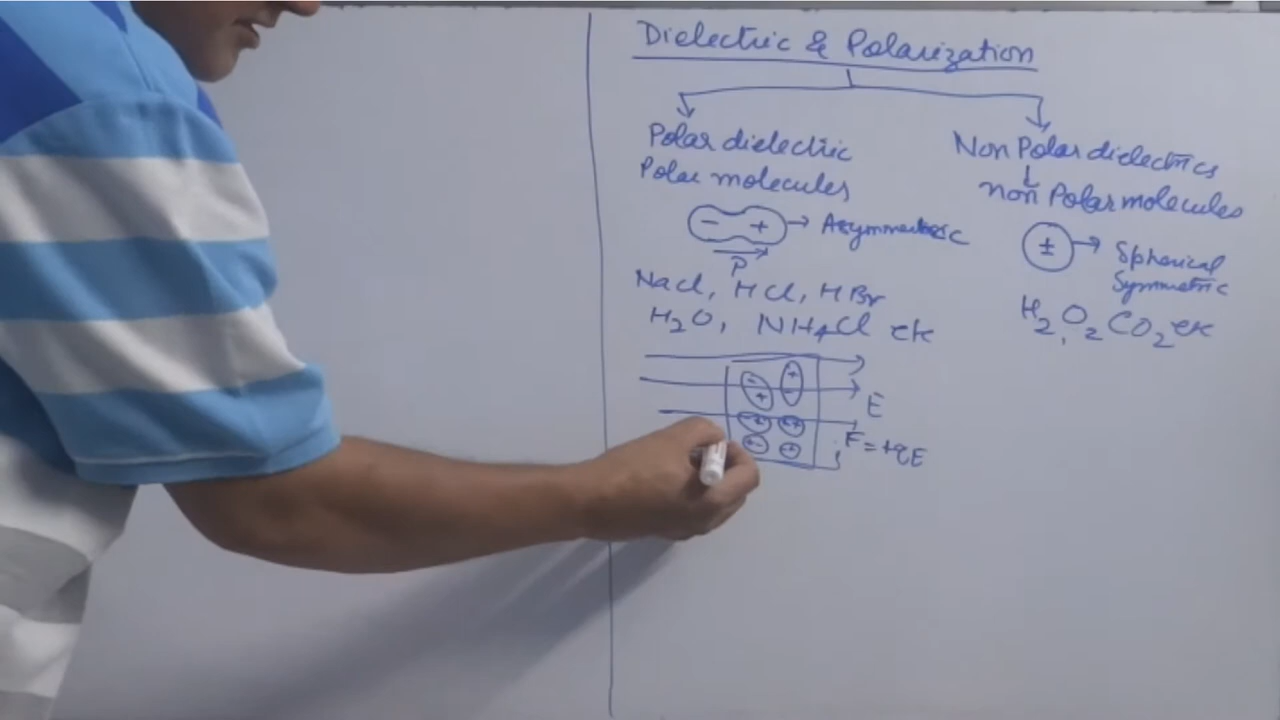 Dielectric & Polarization
Polar dielectric
Polar molecules
- + → Asymmetric
P
NaCl, HCl, HBr
H2O, NH4Cl etc
Non Polar dielectrics
non Polar molecules
± → Spherical
Symmetric
H2, O2 CO2 etc
E
F = +qE